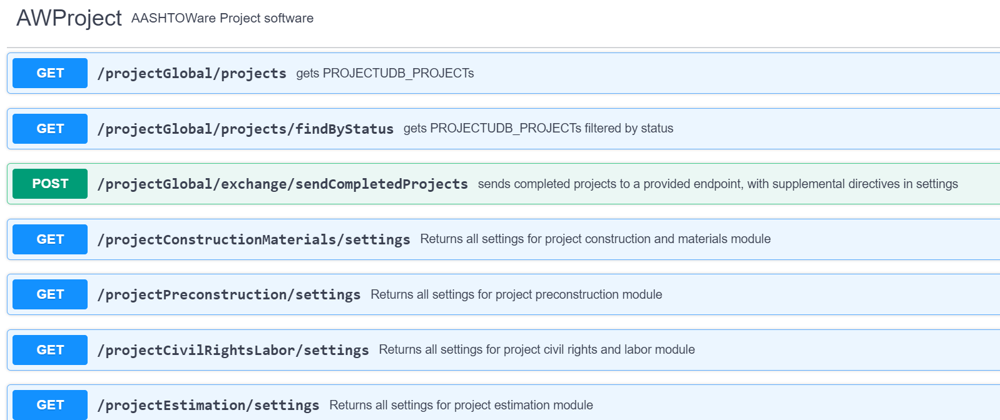 AWProject AASHTOWare Project software
GET /projectGlobal/projects gets PROJECTUDB_PROJECTs
GET /projectGlobal/projects/findByStatus gets PROJECTUDB_PROJECTs filtered by status
POST /projectGlobal/exchange/sendCompletedProjects sends completed projects to a provided endpoint, with supplemental directives in settings
GET /projectConstructionMaterials/settings Returns all settings for project construction and materials module
GET /projectPreconstruction/settings Returns all settings for project preconstruction module
GET /projectCivilRightsLabor/settings Returns all settings for project civil rights and labor module
GET /projectEstimation/settings Returns all settings for project estimation module